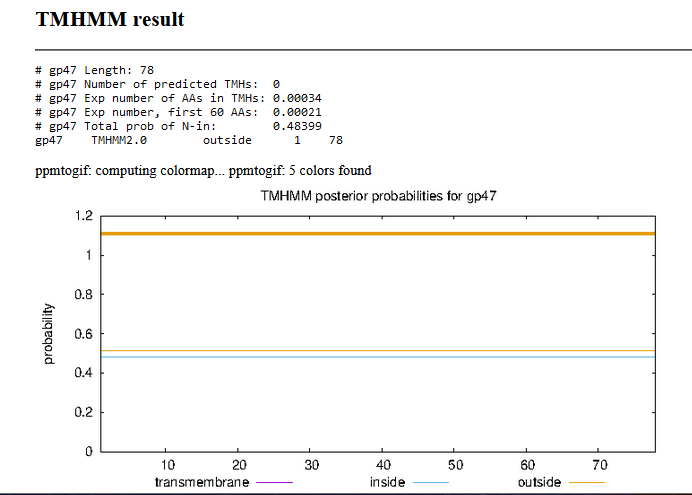 TMHMM result
# gp47 Length: 78
# gp47 Number of predicted TMHs:  0
# gp47 Exp number of AAs in TMHs: 0.00034
# gp47 Exp number, first 60 AAs:  0.00021
# gp47 Total prob of N-in:        0.48399
gp47    TMHMM2.0        outside      1    78
ppmtogif: computing colormap... ppmtogif: 5 colors found
TMHMM posterior probabilities for gp47
1.2
1
0.8
0.6
0.4
0.2
0
probability
10 20 30 40 50 60 70
transmembrane inside outside